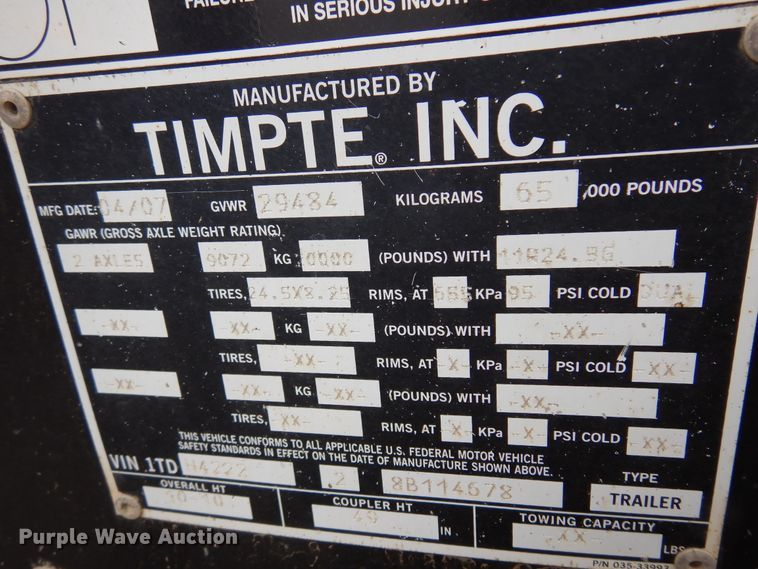 IN SERIOUS INJURY
MANUFACTURED BY
TIMPTE® INC.
MFG DATE: 04/07 GVWR 29484 KILOGRAMS 65 ,000 POUNDS
GAWR (GROSS AXLE WEIGHT RATING)
2 AXLES 9072 KG 0000 (POUNDS) WITH 11R24.5G
TIRES, 24.5X8.25 RIMS, AT 655 KPa 95 PSI COLD DUAL
-XX- -XX- KG -XX- (POUNDS) WITH -XX-
TIRES, -XX- RIMS, AT -X- KPa -X- PSI COLD -XX-
-XX- -XX- KG -XX- (POUNDS) WITH -XX-
TIRES, -XX- RIMS, AT -X- KPa -X- PSI COLD -XX-
THIS VEHICLE CONFORMS TO ALL APPLICABLE U.S. FEDERAL MOTOR VEHICLE
SAFETY STANDARDS IN EFFECT ON THE DATE OF MANUFACTURE SHOWN ABOVE.
VIN 1TD H4222 2 8B114678 TYPE
TRAILER
OVERALL HT COUPLER HT TOWING CAPACITY
IN -XX- LBS
P/N 035-33993
Purple Wave Auction